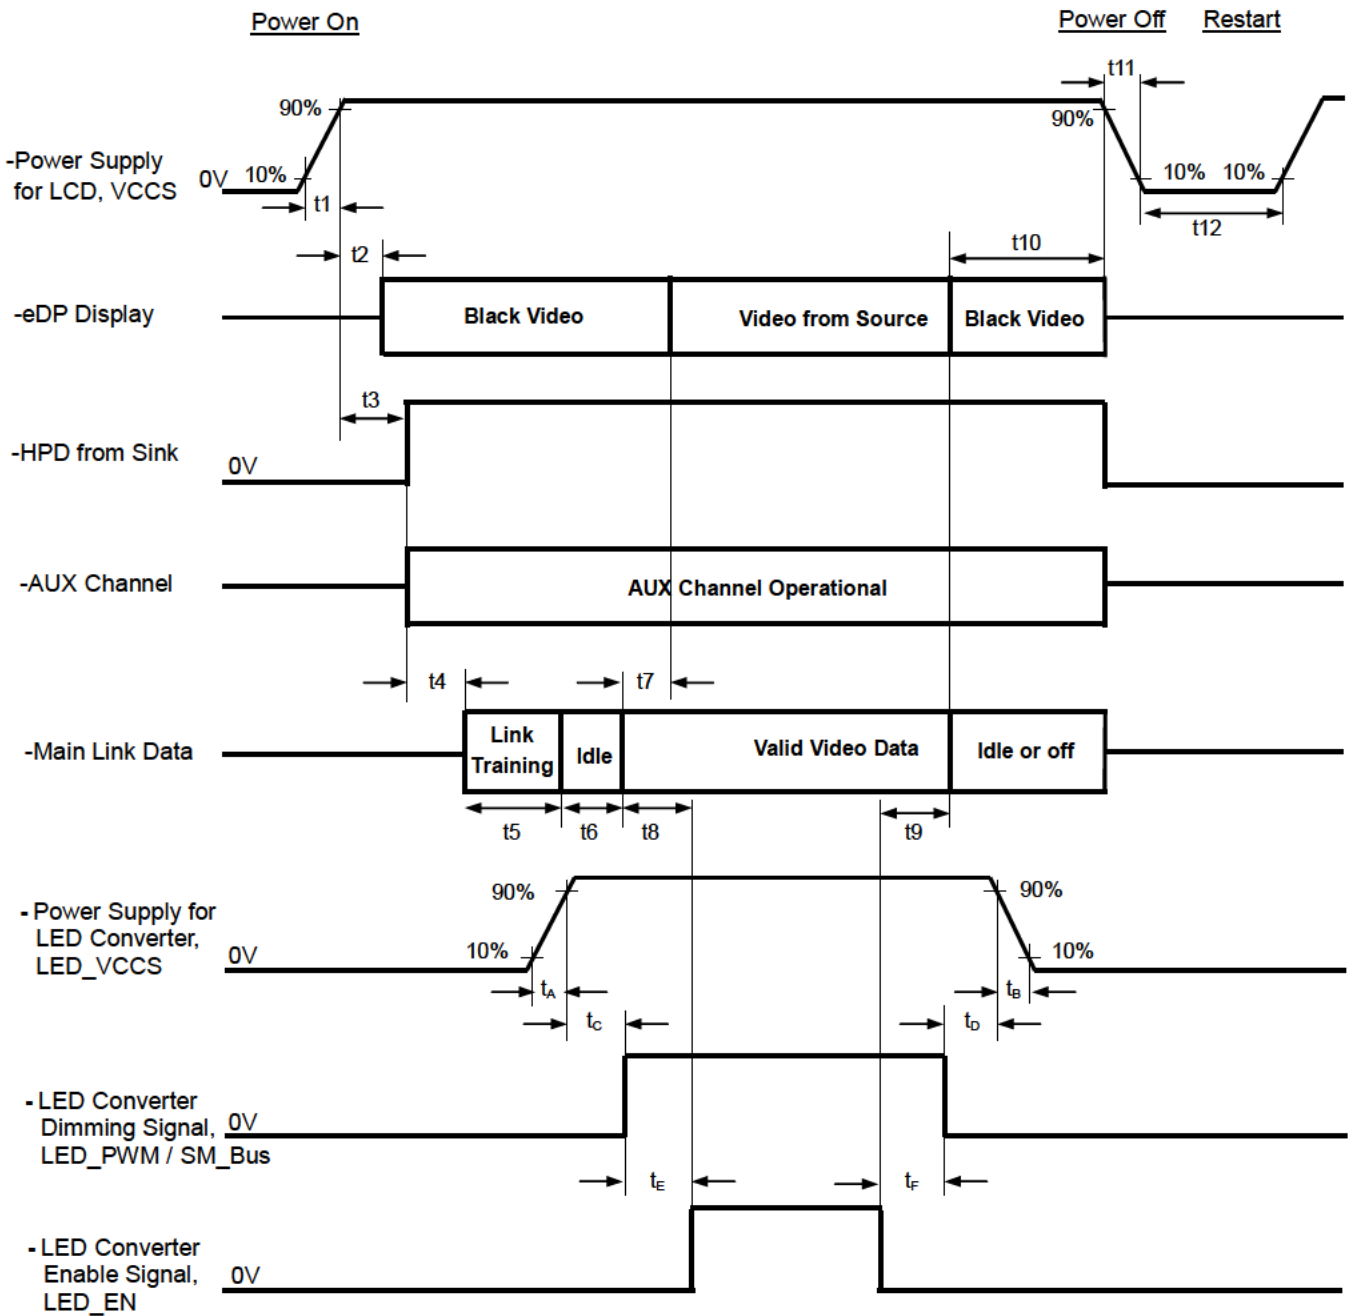 Power On
Power Off
Restart
t11
90%
90%
-Power Supply
for LCD, VCCS
0V
10%
10%
10%
t1
t12
t2
t10
-eDP Display
Black Video
Video from Source
Black Video
t3
-HPD from Sink
0V
-AUX Channel
AUX Channel Operational
t4
t7
-Main Link Data
Link
Training
Idle
Valid Video Data
Idle or off
t5
t6
t8
t9
90%
90%
- Power Supply for
LED Converter,
LED_VCCS
0V
10%
10%
tA
tB
tC
tD
- LED Converter
Dimming Signal,
LED_PWM / SM_Bus
0V
tE
tF
- LED Converter
Enable Signal,
LED_EN
0V